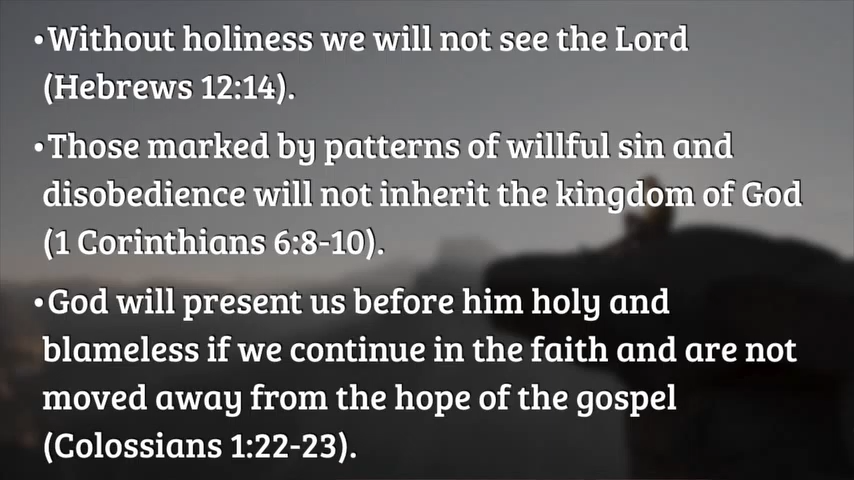 •Without holiness we will not see the Lord
(Hebrews 12:14).
•Those marked by patterns of willful sin and
disobedience will not inherit the kingdom of God
(1 Corinthians 6:8-10).
•God will present us before him holy and
blameless if we continue in the faith and are not
moved away from the hope of the gospel
(Colossians 1:22-23).